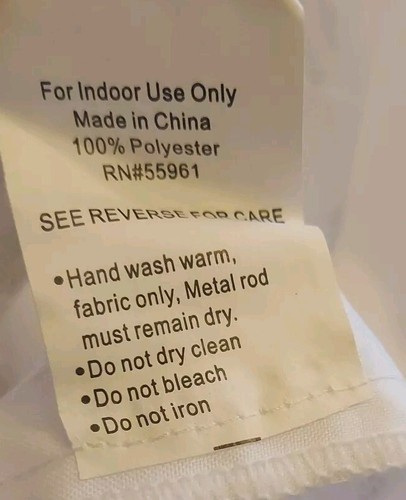 For Indoor Use Only
Made in China
100% Polyester
RN#55961
SEE REVERSE FOR CARE
•Hand wash warm,
fabric only, Metal rod
must remain dry.
•Do not dry clean
•Do not bleach
•Do not iron